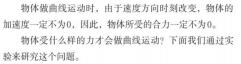 物体做曲线运动时，由于速度方向时刻改变，物体的
加速度一定不为0，因此，物体所受的合力一定不为0。
物体受什么样的力才会做曲线运动？下面我们通过实
验来研究这个问题。